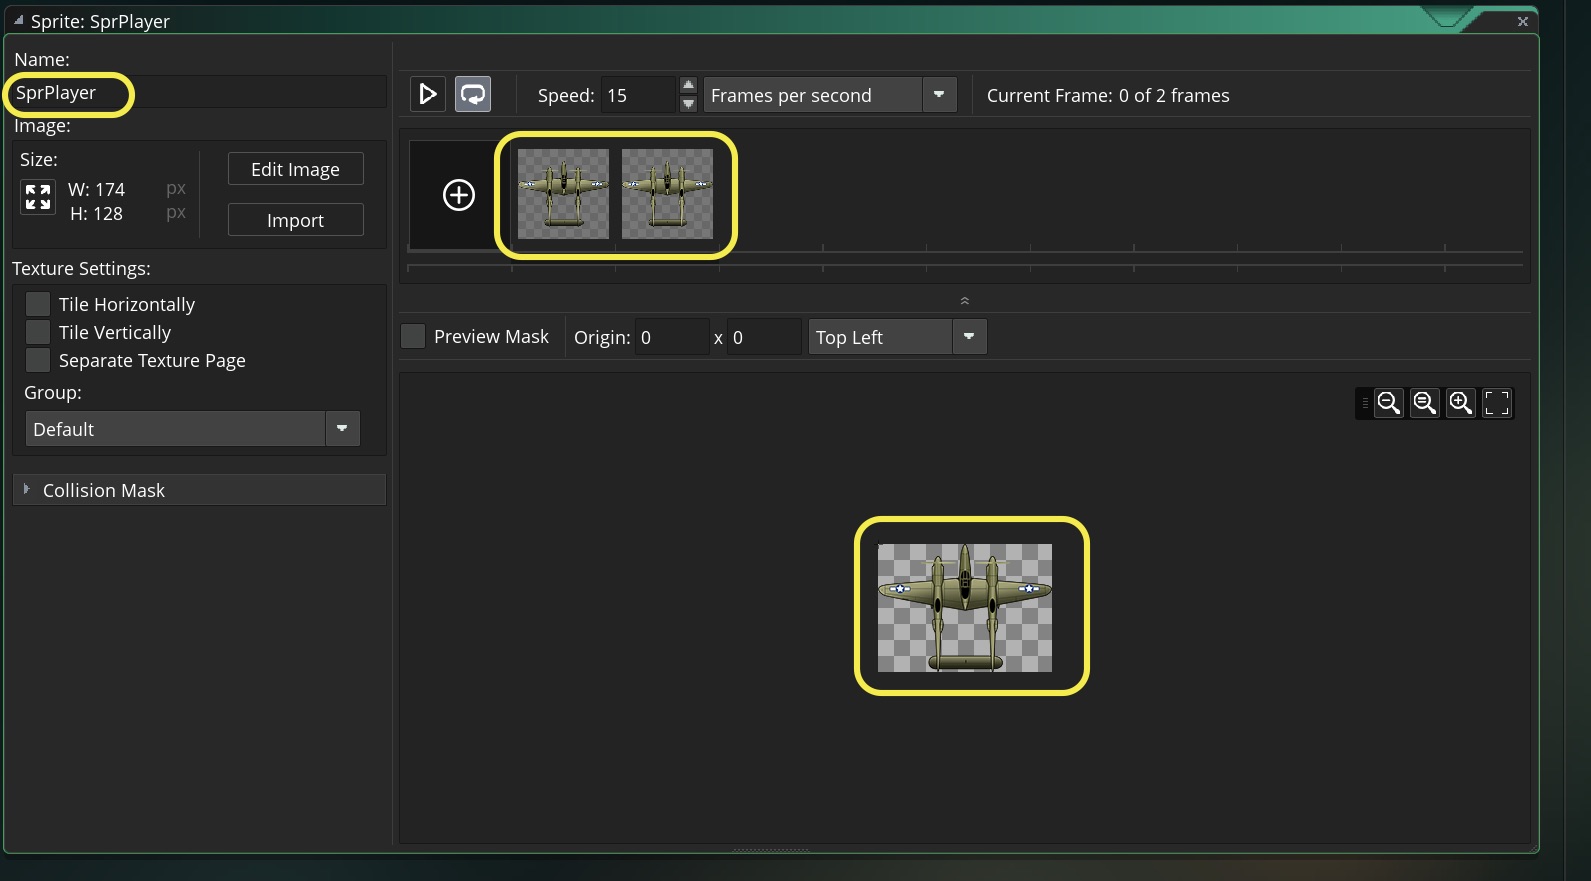 Sprite: SprPlayer
Name:
SprPlayer
Image:
Size:
W: 174 px
H: 128 px
Edit Image
Import
Texture Settings:
Tile Horizontally
Tile Vertically
Separate Texture Page
Group:
Default
Collision Mask
Speed: 15 Frames per second Current Frame: 0 of 2 frames
Preview Mask Origin: 0 x 0 Top Left